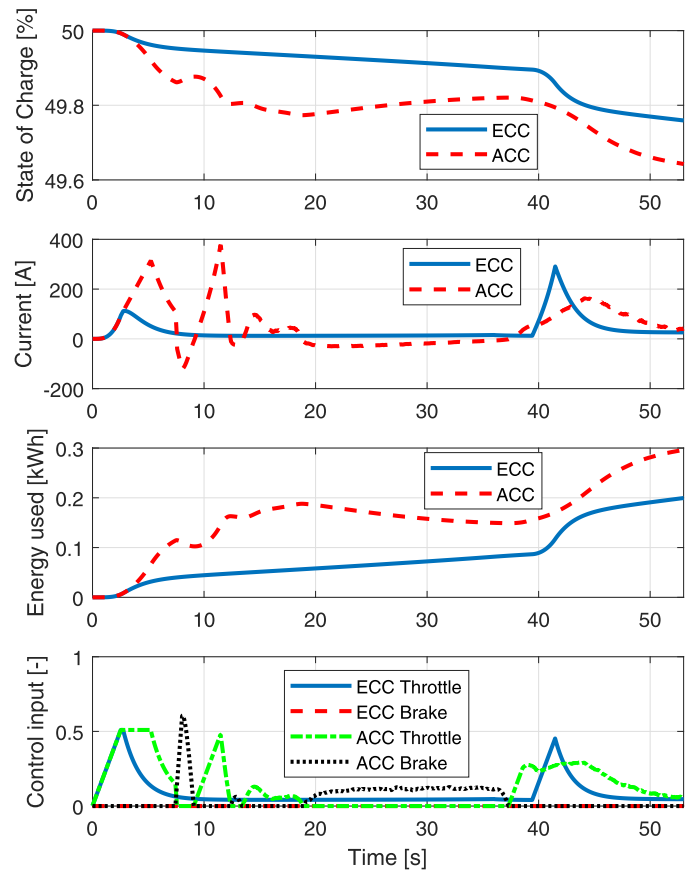 State of Charge [%]
50
49.8
49.6
ECC
ACC
0 10 20 30 40 50
Current [A]
400
200
0
-200
ECC
ACC
0 10 20 30 40 50
Energy used [kWh]
0.3
0.2
0.1
0
ECC
ACC
0 10 20 30 40 50
Control input [-]
1
0.5
0
ECC Throttle
ECC Brake
ACC Throttle
ACC Brake
0 10 20 30 40 50
Time [s]